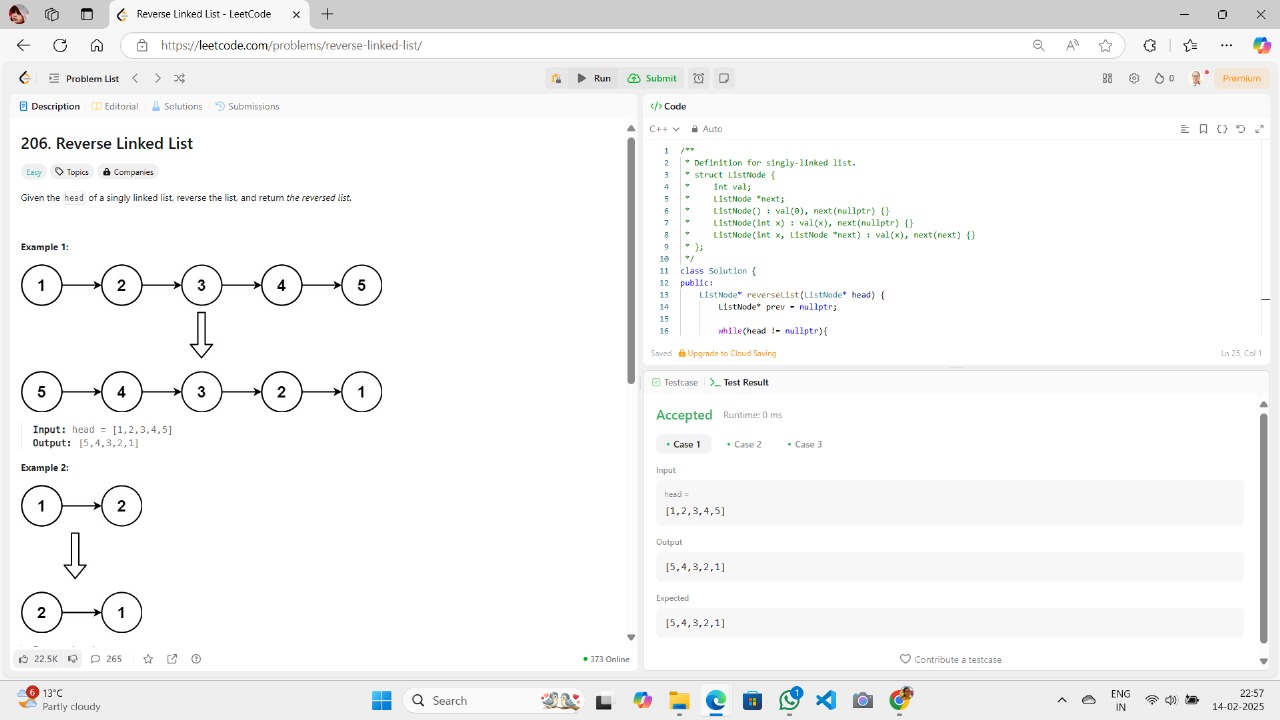 Reverse Linked List - LeetCode
https://leetcode.com/problems/reverse-linked-list/
Problem List
Run
Submit
0
Premium
Description
Editorial
Solutions
Submissions
206. Reverse Linked List
Easy
Topics
Companies
Given the head of a singly linked list, reverse the list, and return the reversed list.
Example 1:
1 2 3 4 5
5 4 3 2 1
Input: head = [1,2,3,4,5]
Output: [5,4,3,2,1]
Example 2:
1 2
2 1
22.5K
265
373 Online
</> Code
C++
Auto
1 /**
2 * Definition for singly-linked list.
3 * struct ListNode {
4 * int val;
5 * ListNode *next;
6 * ListNode() : val(0), next(nullptr) {}
7 * ListNode(int x) : val(x), next(nullptr) {}
8 * ListNode(int x, ListNode *next) : val(x), next(next) {}
9 * };
10 */
11 class Solution {
12 public:
13 ListNode* reverseList(ListNode* head) {
14 ListNode* prev = nullptr;
15
16 while(head != nullptr){
Saved
Upgrade to Cloud Saving
Ln 25, Col 1
Testcase
>_ Test Result
Accepted
Runtime: 0 ms
Case 1
Case 2
Case 3
Input
head =
[1,2,3,4,5]
Output
[5,4,3,2,1]
Expected
[5,4,3,2,1]
Contribute a testcase
6
13°C
Partly cloudy
Search
1
ENG
IN
22:57
14-02-2025